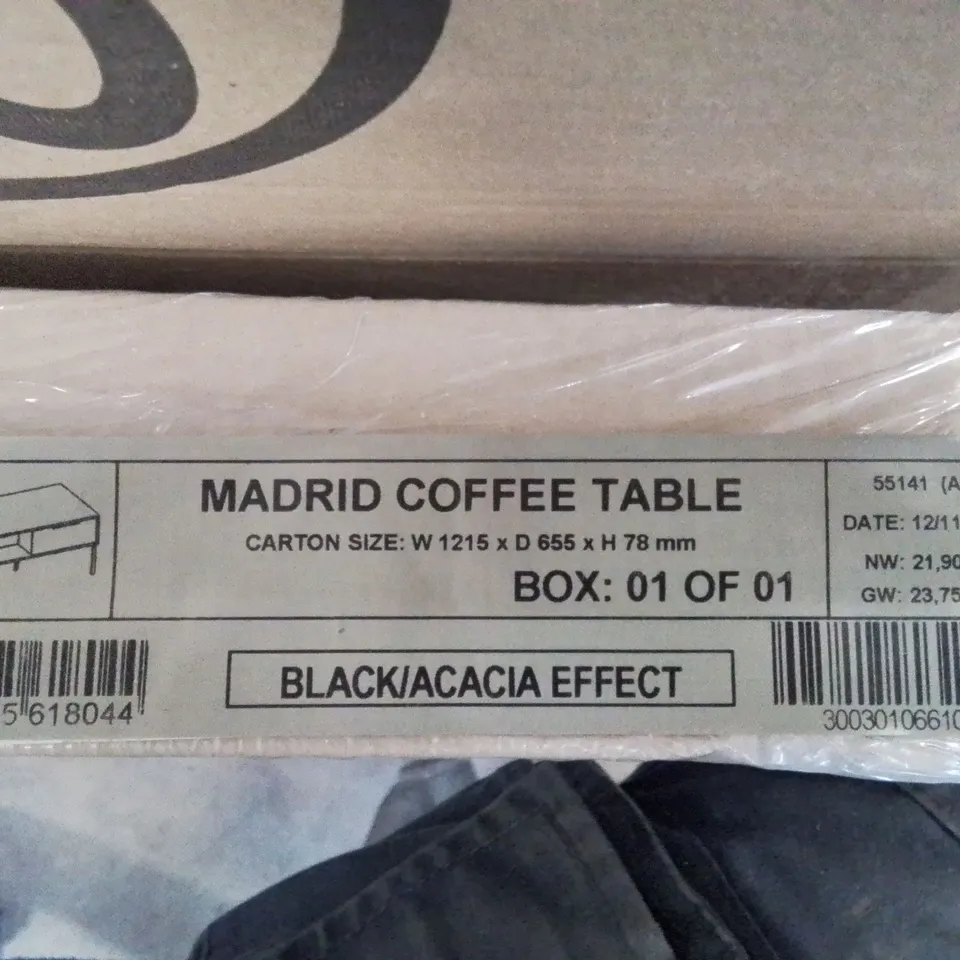 MADRID COFFEE TABLE
CARTON SIZE: W 1215 x D 655 x H 78 mm
BOX: 01 OF 01
55141 (A
DATE: 12/11
NW: 21,90
GW: 23,75
BLACK/ACACIA EFFECT
5 618044
3003010661